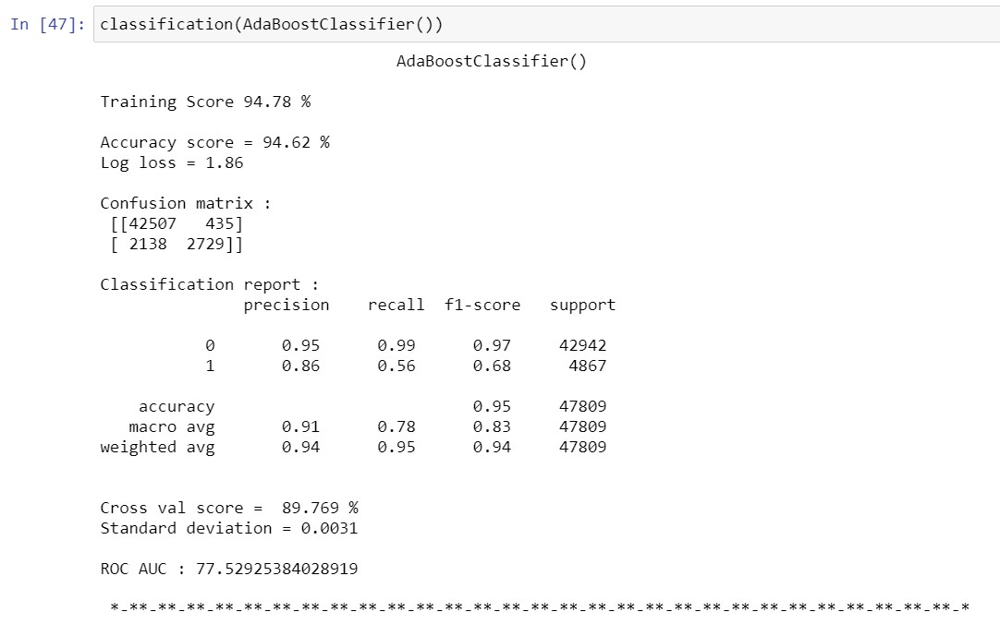 In [47]: classification(AdaBoostClassifier())
AdaBoostClassifier()
Training Score 94.78 %
Accuracy score = 94.62 %
Log loss = 1.86
Confusion matrix :
[[42507   435]
[ 2138  2729]]
Classification report :
precision    recall  f1-score   support
0       0.95      0.99      0.97     42942
1       0.86      0.56      0.68      4867
accuracy                           0.95     47809
macro avg       0.91      0.78      0.83     47809
weighted avg       0.94      0.95      0.94     47809
Cross val score =  89.769 %
Standard deviation = 0.0031
ROC AUC : 77.52925384028919
*-**-**-**-**-**-**-**-**-**-**-**-**-**-**-**-**-**-**-**-**-**-**-**-**-**-**-**-**-**-*